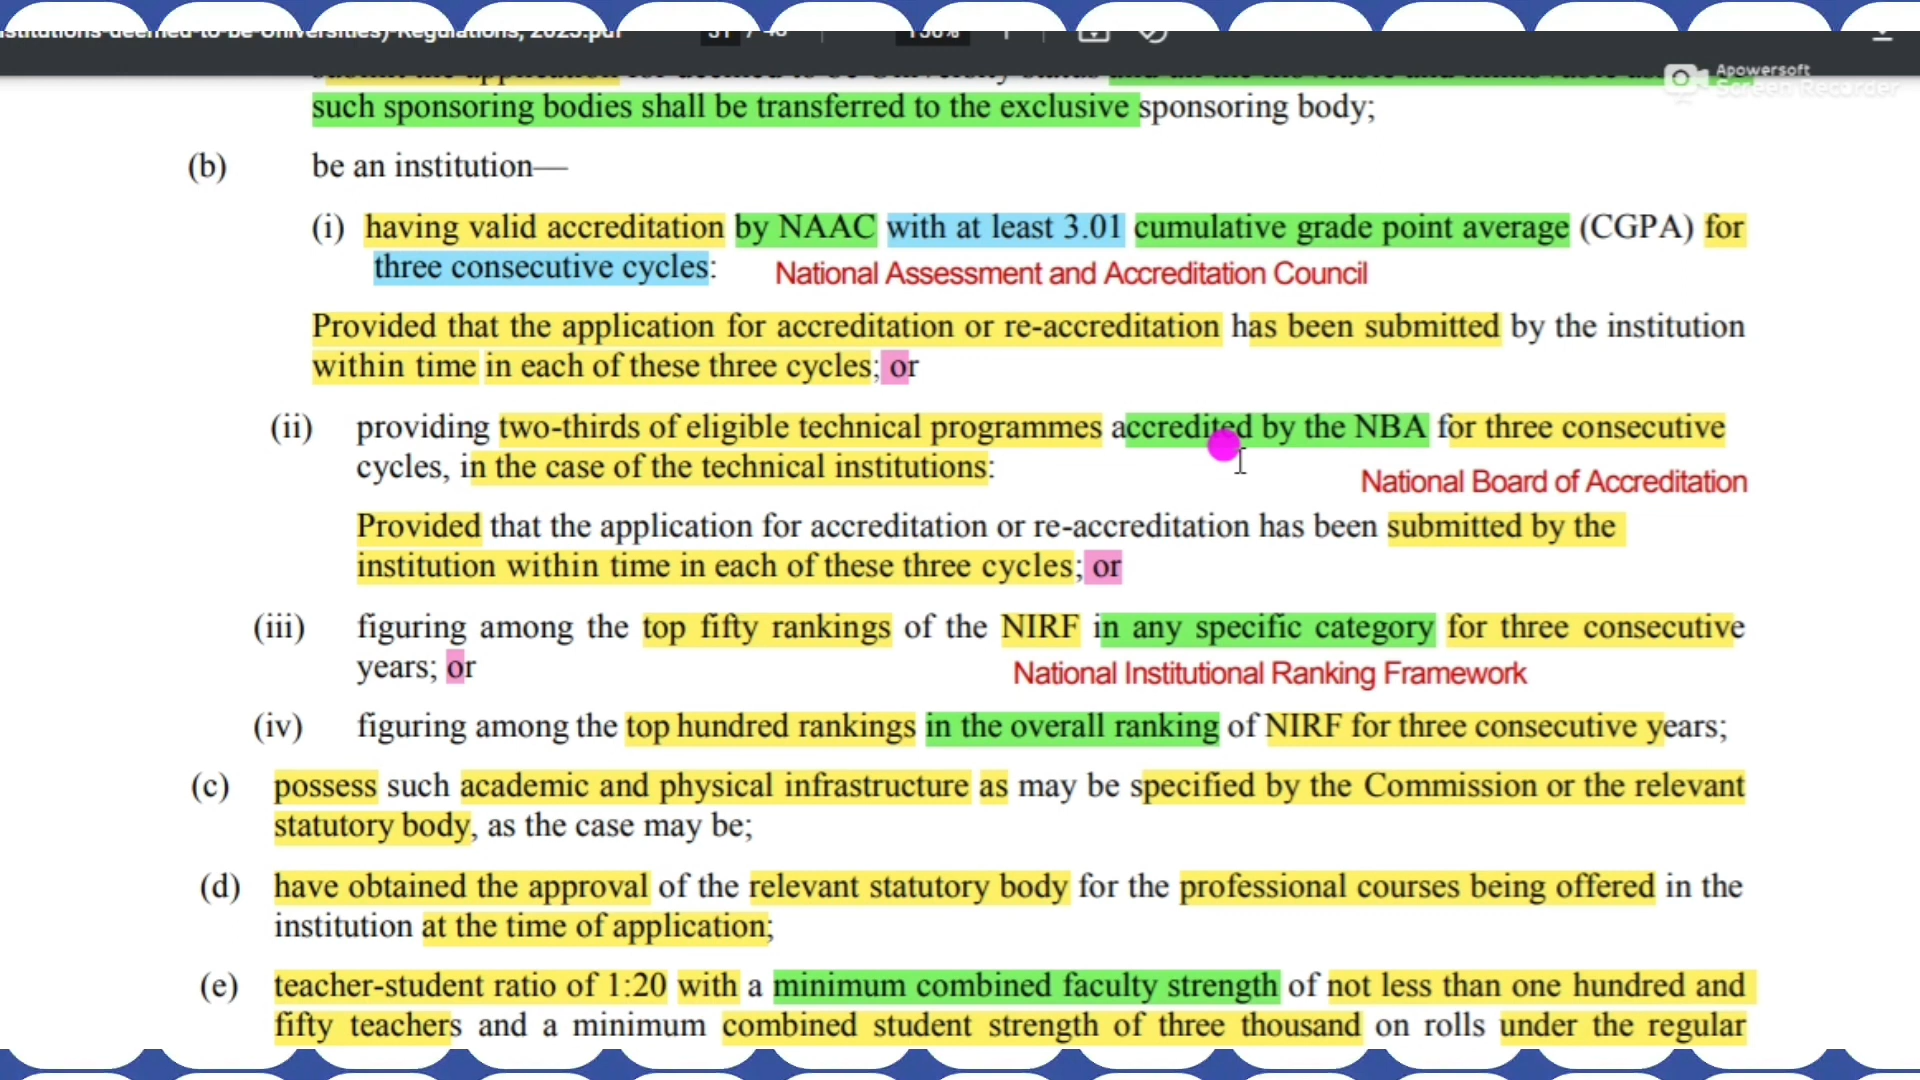 such sponsoring bodies shall be transferred to the exclusive sponsoring body;
(b) be an institution—
(i) having valid accreditation by NAAC with at least 3.01 cumulative grade point average (CGPA) for
three consecutive cycles:
National Assessment and Accreditation Council
Provided that the application for accreditation or re-accreditation has been submitted by the institution
within time in each of these three cycles; or
(ii) providing two-thirds of eligible technical programmes accredited by the NBA for three consecutive
cycles, in the case of the technical institutions:
National Board of Accreditation
Provided that the application for accreditation or re-accreditation has been submitted by the
institution within time in each of these three cycles; or
(iii) figuring among the top fifty rankings of the NIRF in any specific category for three consecutive
years; or
National Institutional Ranking Framework
(iv) figuring among the top hundred rankings in the overall ranking of NIRF for three consecutive years;
(c) possess such academic and physical infrastructure as may be specified by the Commission or the relevant
statutory body, as the case may be;
(d) have obtained the approval of the relevant statutory body for the professional courses being offered in the
institution at the time of application;
(e) teacher-student ratio of 1:20 with a minimum combined faculty strength of not less than one hundred and
fifty teachers and a minimum combined student strength of three thousand on rolls under the regular
Apowersoft
Screen Recorder